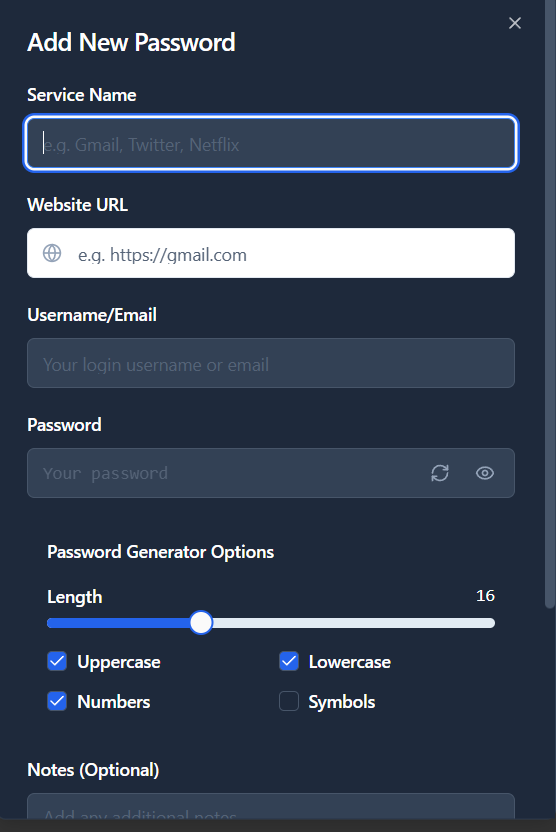 Add New Password
Service Name
e.g. Gmail, Twitter, Netflix
Website URL
e.g. https://gmail.com
Username/Email
Your login username or email
Password
Your password
Password Generator Options
Length 16
Uppercase Lowercase
Numbers Symbols
Notes (Optional)
Add any additional notes